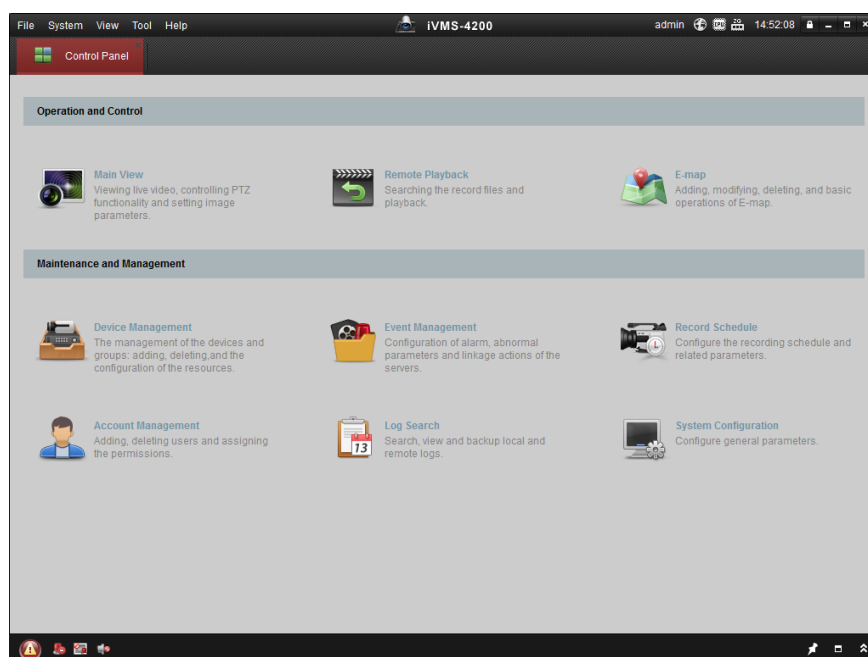 File System View Tool Help iVMS-4200 admin 14:52:08
Control Panel
Operation and Control
Main View
Viewing live video, controlling PTZ
functionality and setting image
parameters.
Remote Playback
Searching the record files and
playback.
E-map
Adding, modifying, deleting, and basic
operations of E-map.
Maintenance and Management
Device Management
The management of the devices and
groups: adding, deleting,and the
configuration of the resources.
Event Management
Configuration of alarm, abnormal
parameters and linkage actions of the
servers.
Record Schedule
Configure the recording schedule and
related parameters.
Account Management
Adding, deleting users and assigning
the permissions.
13
Log Search
Search, view and backup local and
remote logs.
System Configuration
Configure general parameters.